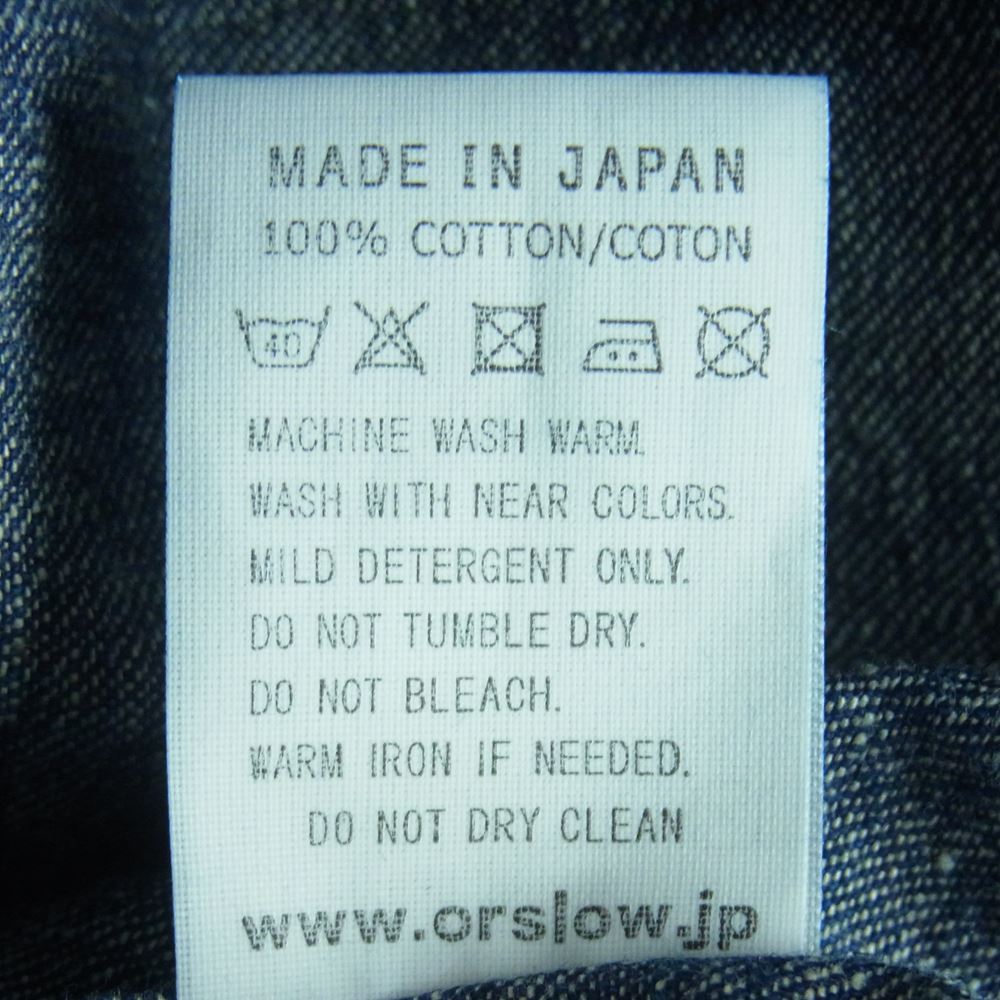 MADE IN JAPAN
100% COTTON/COTON
40
MACHINE WASH WARM.
WASH WITH NEAR COLORS.
MILD DETERGENT ONLY.
DO NOT TUMBLE DRY.
DO NOT BLEACH.
WARM IRON IF NEEDED.
DO NOT DRY CLEAN
www.orslow.jp